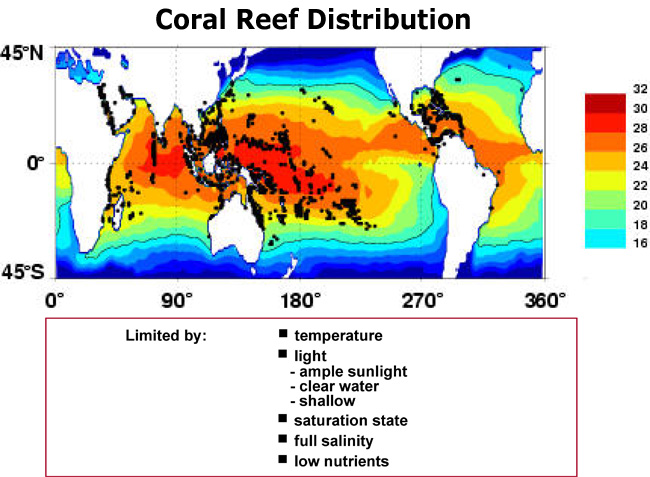 Coral Reef Distribution
45°N
0°
45°S
0° 90° 180° 270° 360°
32
30
28
26
24
22
20
18
16
Limited by:
■ temperature
■ light
- ample sunlight
- clear water
- shallow
■ saturation state
■ full salinity
■ low nutrients